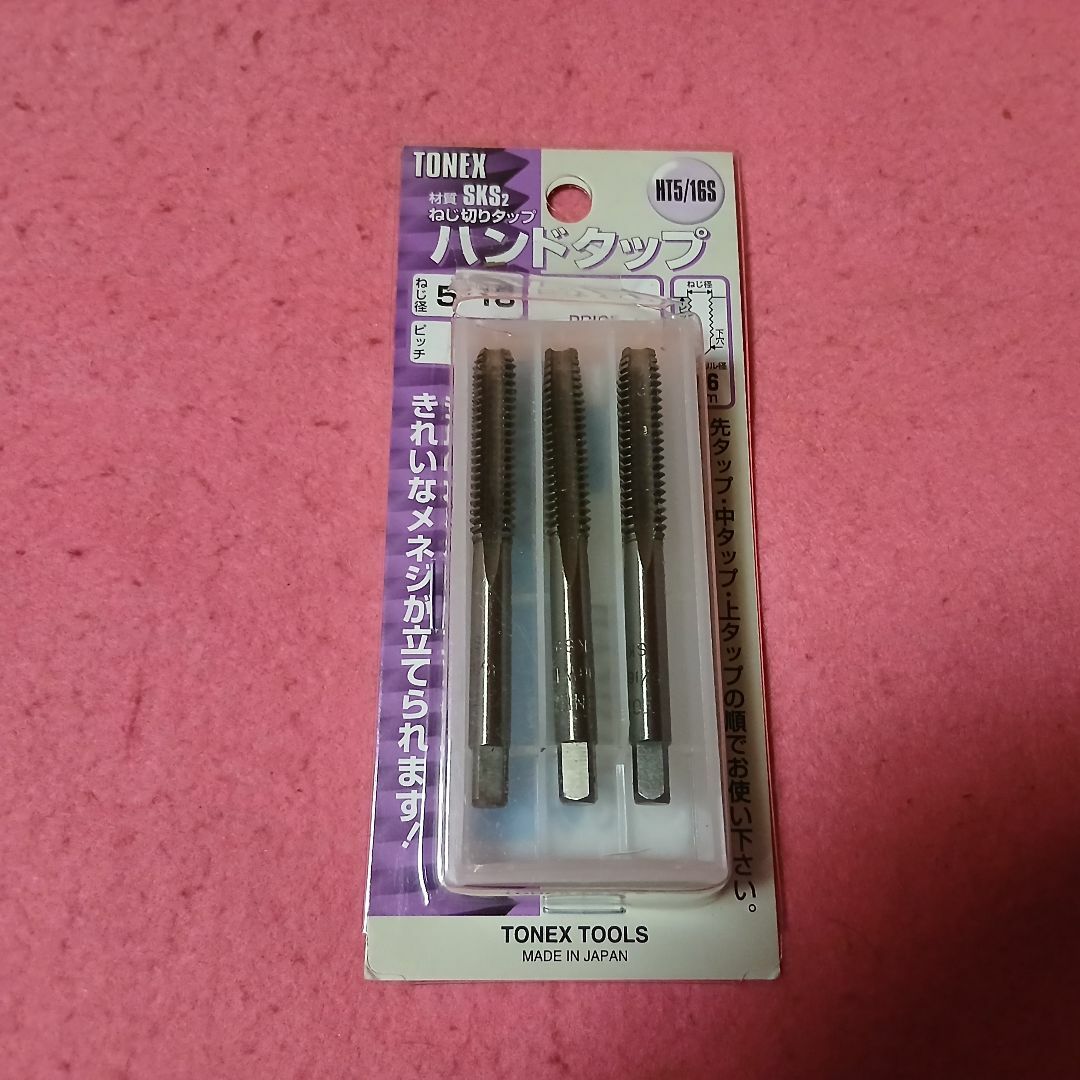 TONEX
HT5/16S
材質 SKS2
ねじ切りタップ
ハンドタップ
ねじ径
ピッチ
ねじ径
下穴
きれいなメネジが立てられます!
先タップ・中タップ・上タップの順でお使い下さい。
TONEX TOOLS
MADE IN JAPAN